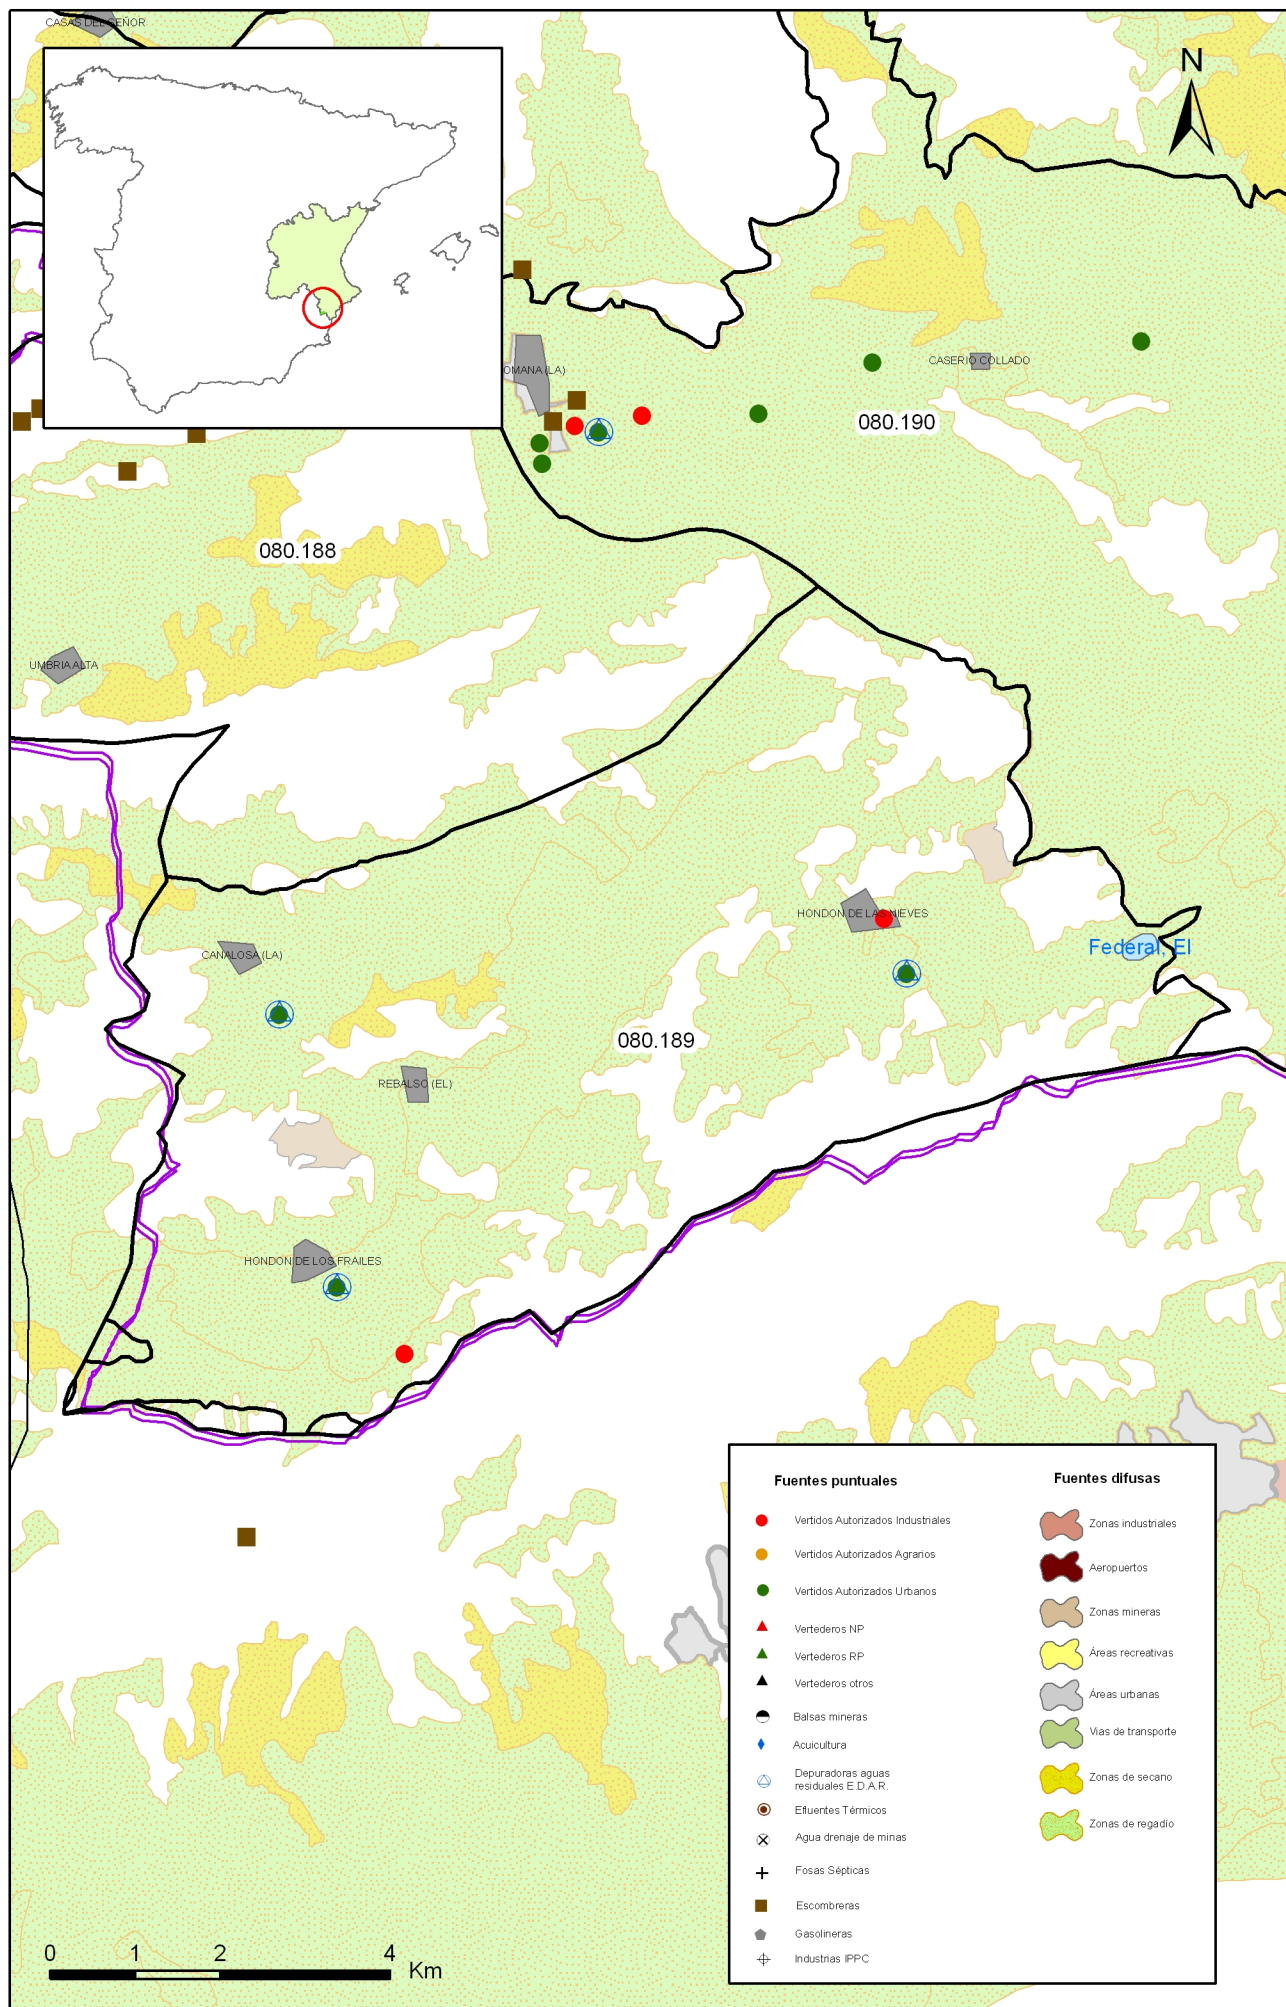 CASAS DEL SEÑOR
N
OMANA (LA)
CASERIO COLLADO
080.190
080.188
UMBRIA ALTA
HONDON DE LAS NIEVES
Federal, El
CANALOSA (LA)
080.189
REBALSO (EL)
HONDON DE LOS FRAILES
Fuentes puntuales
Vertidos Autorizados Industriales
Vertidos Autorizados Agrarios
Vertidos Autorizados Urbanos
Vertederos NP
Vertederos RP
Vertederos otros
Balsas mineras
Acuicultura
Depuradoras aguas
residuales E.D.A.R.
Efluentes Térmicos
Agua drenaje de minas
Fosas Sépticas
Escombreras
Gasolineras
Industrias IPPC
Fuentes difusas
Zonas industriales
Aeropuertos
Zonas mineras
Áreas recreativas
Áreas urbanas
Vias de transporte
Zonas de secano
Zonas de regadío
0 1 2 4
Km